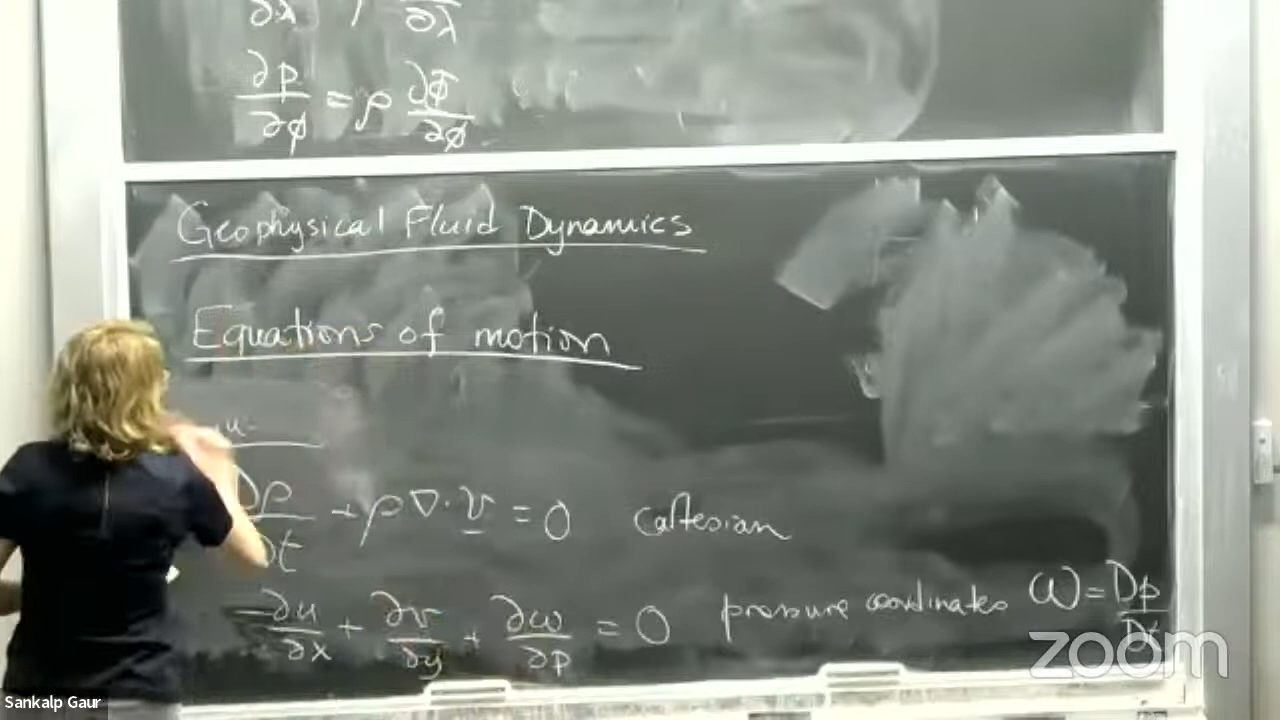 ∂λ ∂λ
∂p/∂ϕ = ρ ∂Φ/∂ϕ
Geophysical Fluid Dynamics
Equations of motion
Dρ/Dt + ρ∇·v = 0 cartesian
∂u/∂x + ∂v/∂y + ∂ω/∂p = 0 pressure coordinates ω = Dp/Dt
zoom
Sankalp Gaur